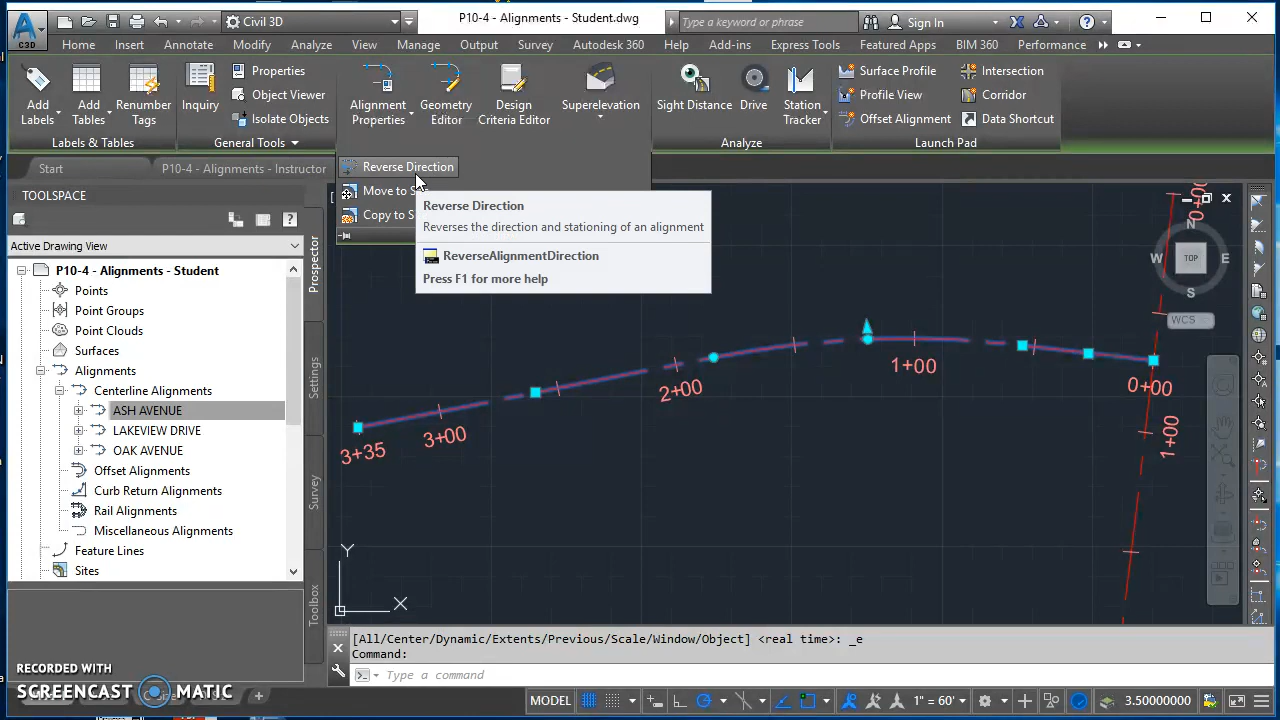 C3D
Civil 3D
P10-4 - Alignments - Student.dwg
Type a keyword or phrase
Sign In
Home Insert Annotate Modify Analyze View Manage Output Survey Autodesk 360 Help Add-ins Express Tools Featured Apps BIM 360 Performance
Add Labels
Add Tables
Renumber Tags
Inquiry
Properties
Object Viewer
Isolate Objects
Alignment Properties
Geometry Editor
Design Criteria Editor
Superelevation
Sight Distance
Drive
Station Tracker
Surface Profile
Profile View
Offset Alignment
Intersection
Corridor
Data Shortcut
Labels & Tables
General Tools
Analyze
Launch Pad
Reverse Direction
Move to
Copy to
Reverse Direction
Reverses the direction and stationing of an alignment
ReverseAlignmentDirection
Press F1 for more help
Start
P10-4 - Alignments - Instructor
TOOLSPACE
Active Drawing View
P10-4 - Alignments - Student
Points
Point Groups
Point Clouds
Surfaces
Alignments
Centerline Alignments
ASH AVENUE
LAKEVIEW DRIVE
OAK AVENUE
Offset Alignments
Curb Return Alignments
Rail Alignments
Miscellaneous Alignments
Feature Lines
Sites
Prospector
Settings
Survey
Toolbox
0+00
N
W TOP E
S
WCS
3+35
3+00
2+00
1+00
0+00
1+00
Y
X
[All/Center/Dynamic/Extents/Previous/Scale/Window/Object] <real time>: _e
Command:
Type a command
RECORDED WITH
SCREENCAST MATIC
MODEL
1" = 60'
3.50000000